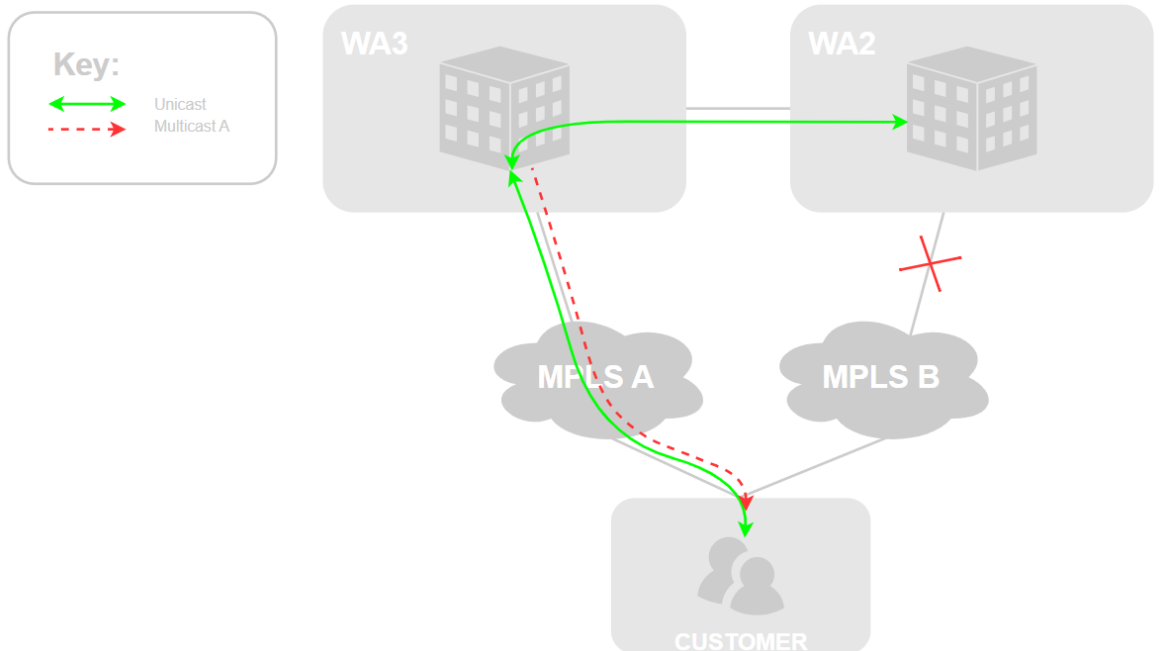 Key:
Unicast
Multicast A
WA3
WA2
MPLS A
MPLS B
CUSTOMER